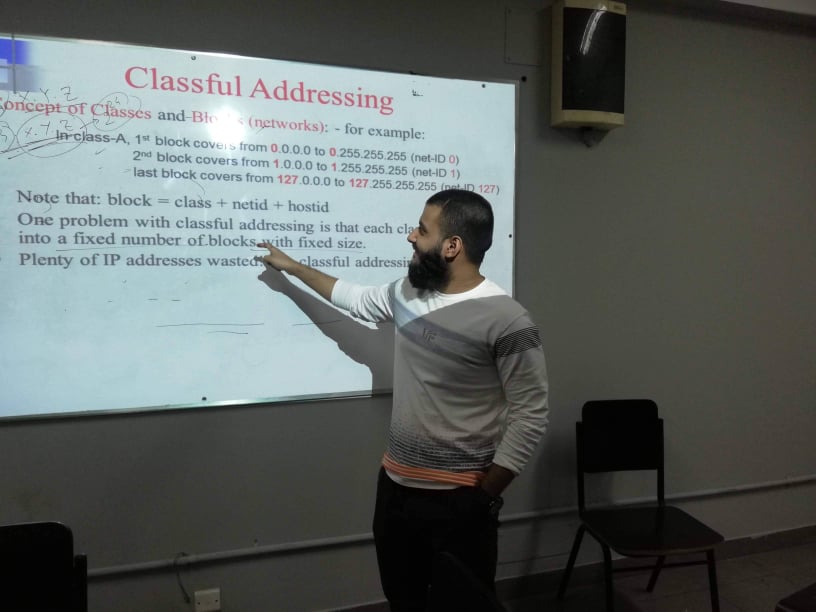 Classful Addressing
oncept of Classes and Blocks (networks): - for example:
In class-A, 1st block covers from 0.0.0.0 to 0.255.255.255 (net-ID 0)
2nd block covers from 1.0.0.0 to 1.255.255.255 (net-ID 1)
last block covers from 127.0.0.0 to 127.255.255.255 (net-ID 127)
Note that: block = class + netid + hostid
One problem with classful addressing is that each cla
into a fixed number of blocks with fixed size.
Plenty of IP addresses wasted classful addressin
X.Y.Z
X.Y.Z